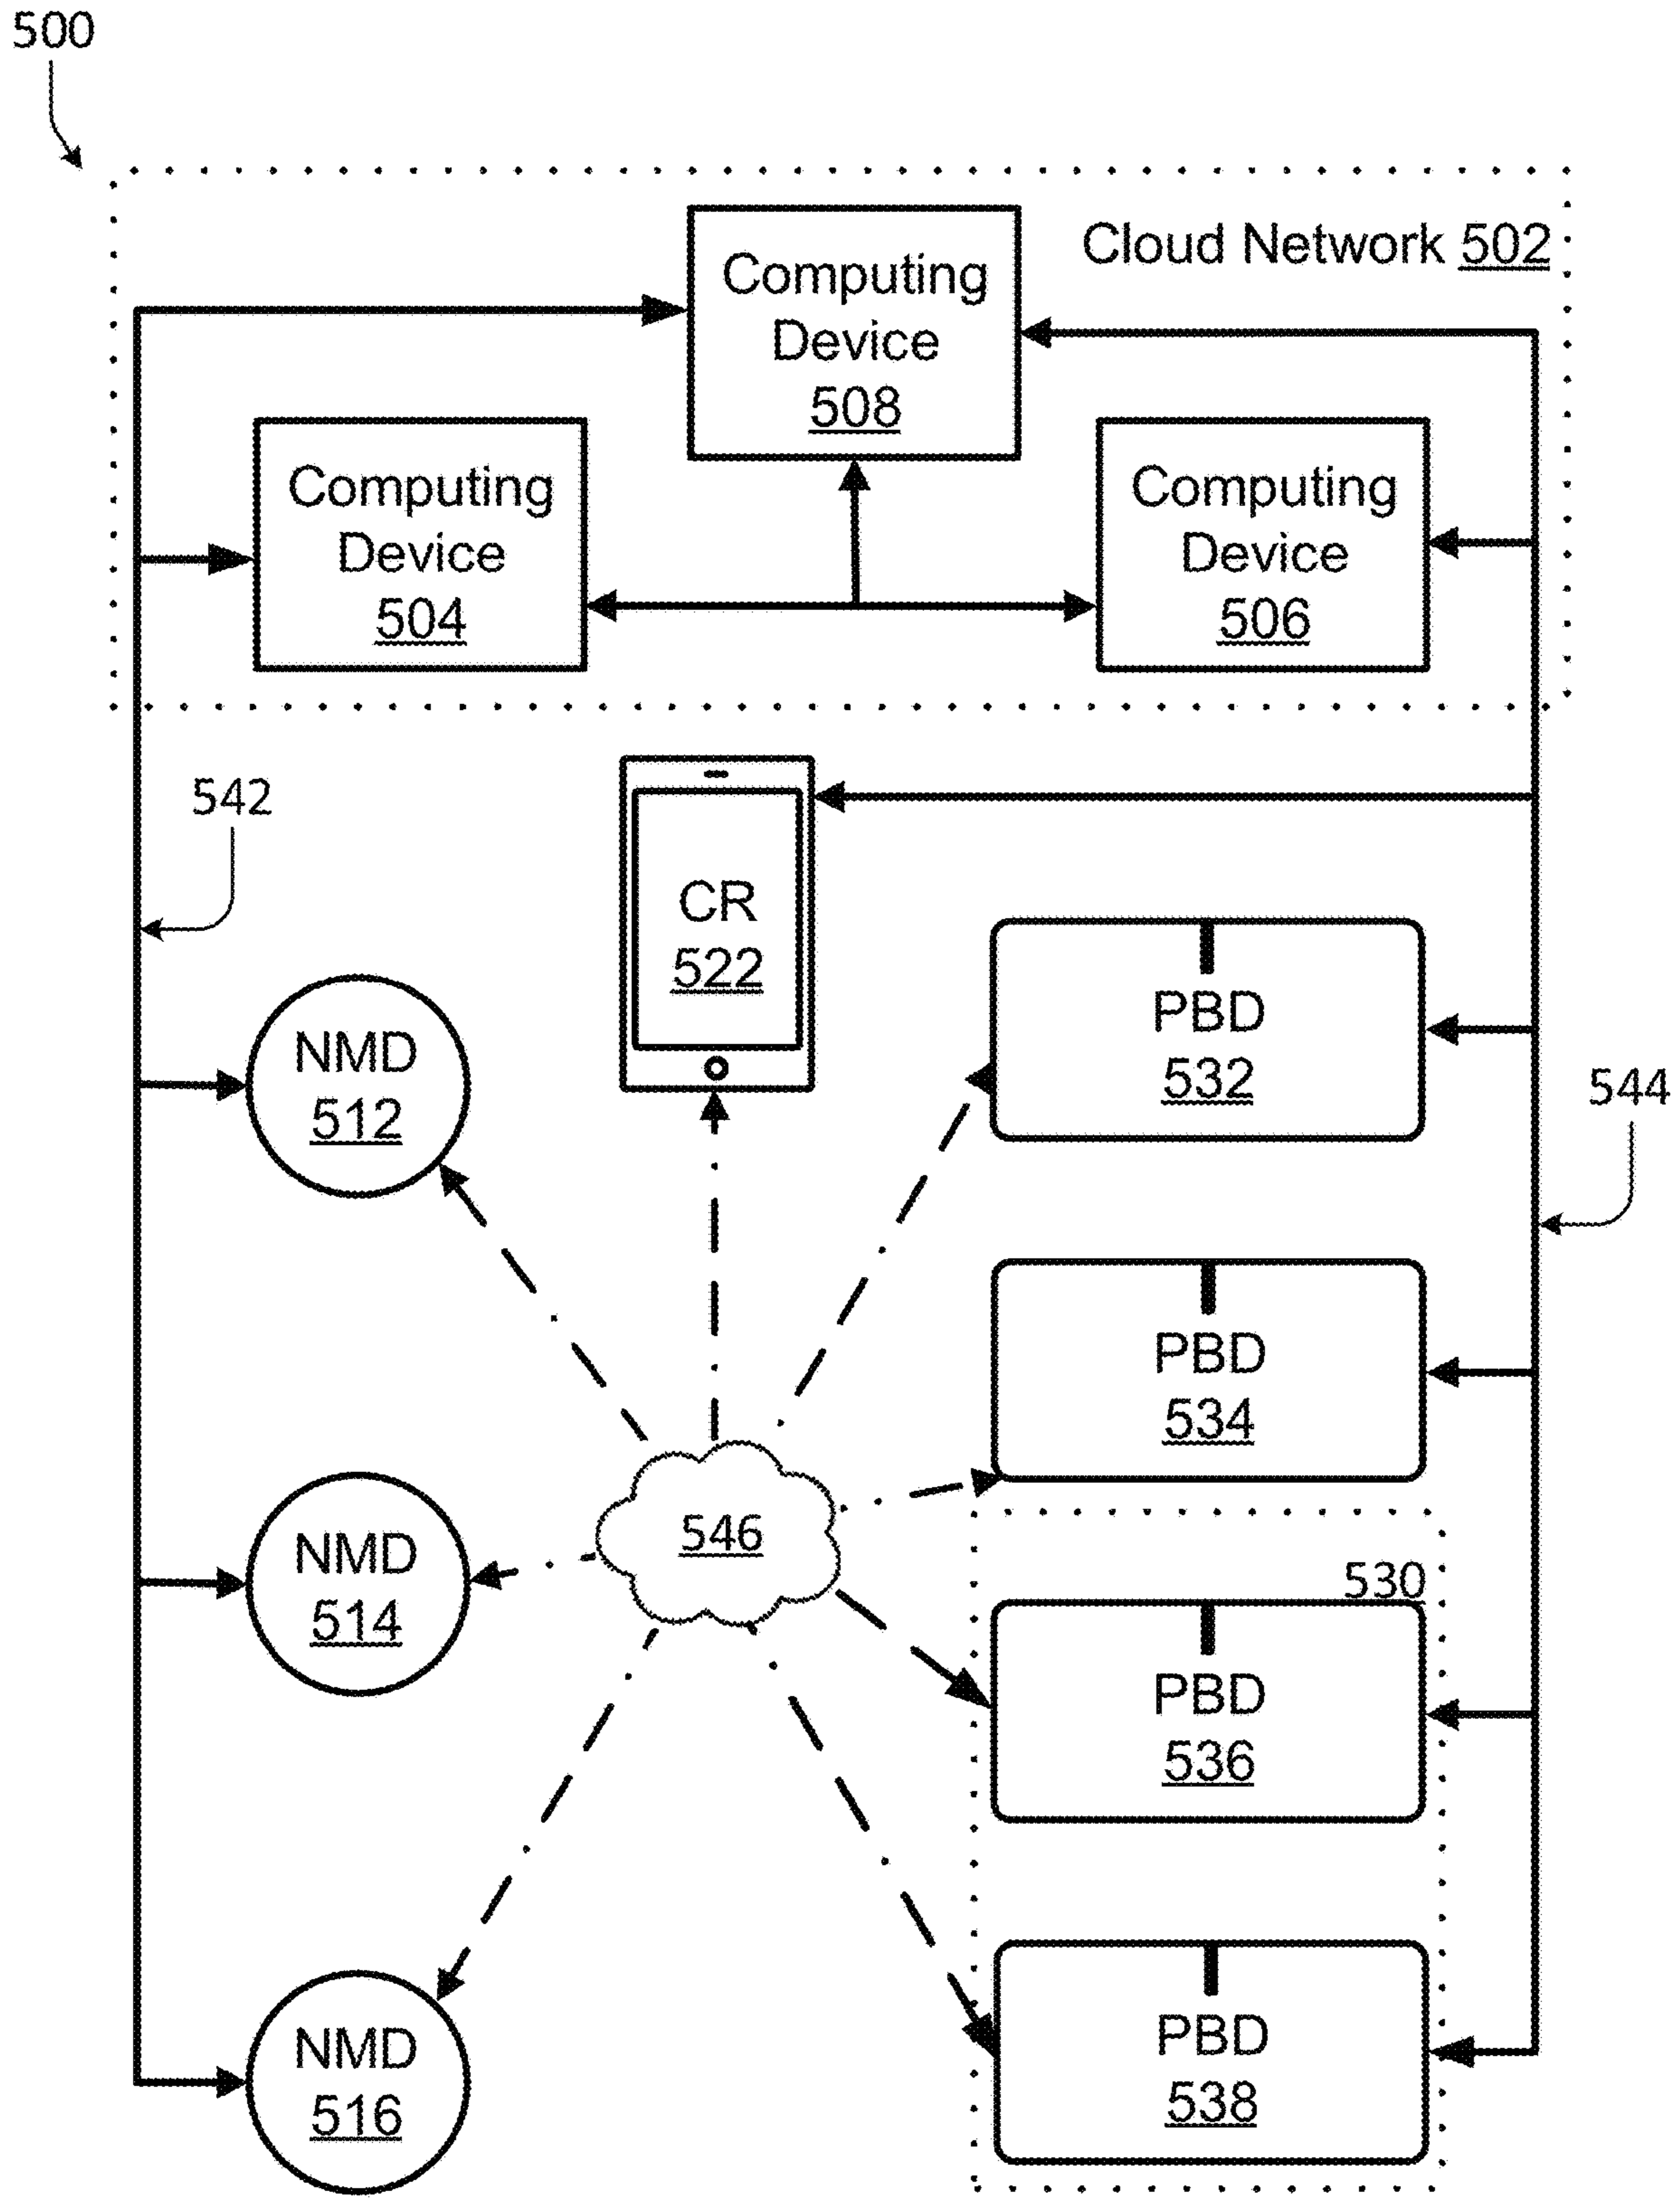 500
Cloud Network 502
Computing
Device
508
Computing
Device
504
Computing
Device
506
542
CR
522
PBD
532
NMD
512
544
PBD
534
546
NMD
514
530
PBD
536
PBD
538
NMD
516